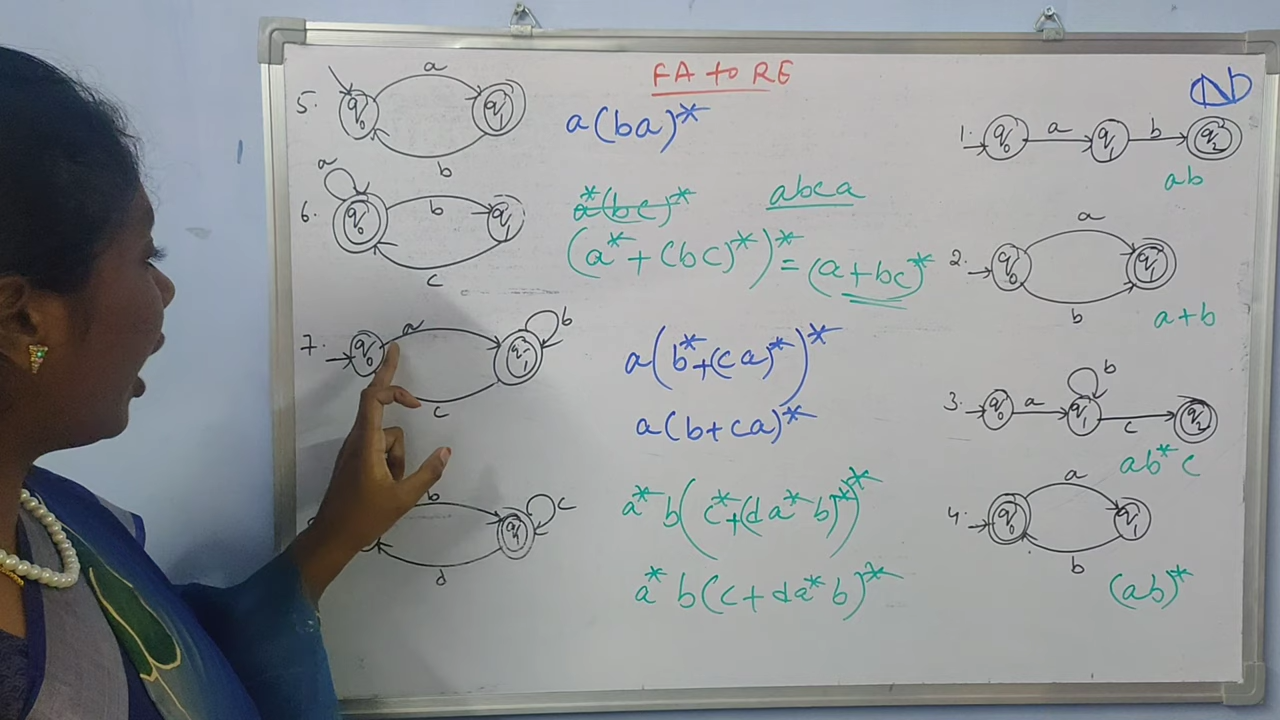 FA to RE
5. q0 a q1 b
a(ba)*
6. a q0 b q1 c
a*(bc)*
abca
(a*+(bc)*)* = (a+bc)*
7. q0 a q1 b c
a(b*+(ca)*)*
a(b+ca)*
b q1 c d
a*b(c*+(da*b)*)*
a*b(c+da*b)*
1. q0 a q1 b q2
ab
2. q0 a q1 b
a+b
3. q0 a q1 b c q2
ab*c
4. q0 a q1 b
(ab)*